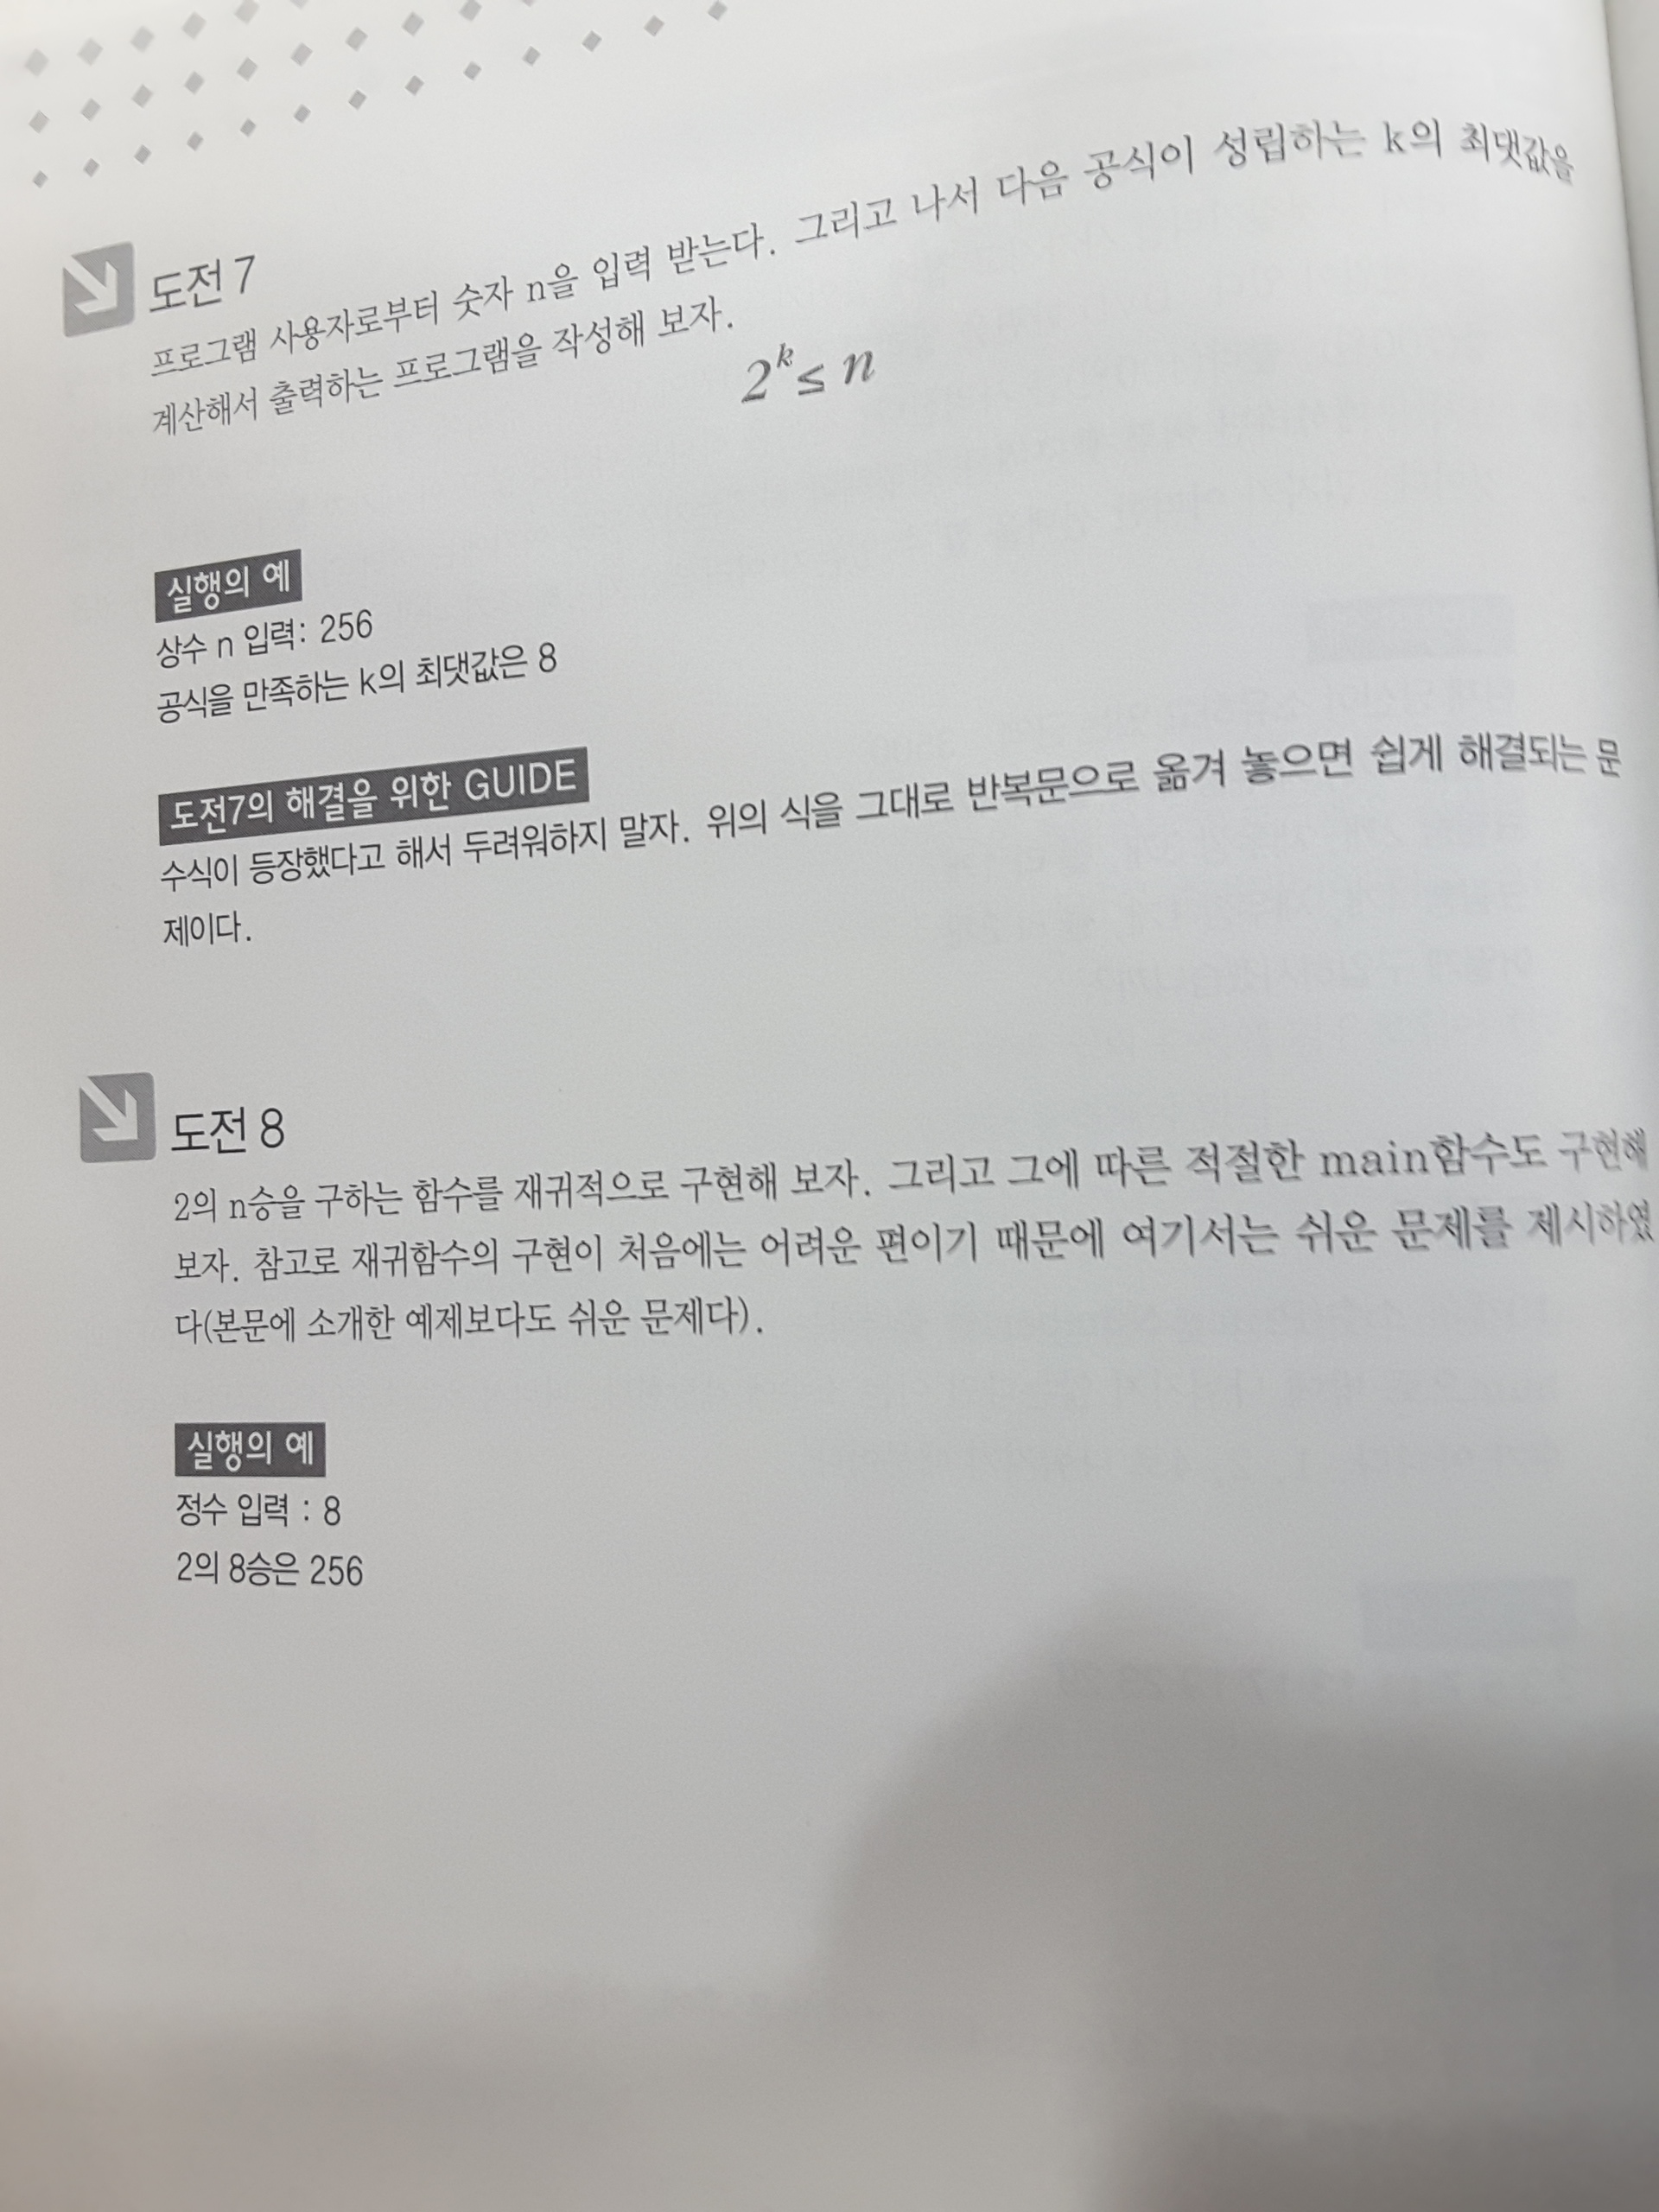 도전 7
프로그램 사용자로부터 숫자 n을 입력 받는다. 그리고 나서 다음 공식이 성립하는 k의 최댓값을
계산해서 출력하는 프로그램을 작성해 보자.
2^k ≤ n
실행의 예
상수 n 입력: 256
공식을 만족하는 k의 최댓값은 8
도전7의 해결을 위한 GUIDE
수식이 등장했다고 해서 두려워하지 말자. 위의 식을 그대로 반복문으로 옮겨 놓으면 쉽게 해결되는 문
제이다.
도전 8
2의 n승을 구하는 함수를 재귀적으로 구현해 보자. 그리고 그에 따른 적절한 main함수도 구현해
보자. 참고로 재귀함수의 구현이 처음에는 어려운 편이기 때문에 여기서는 쉬운 문제를 제시하였
다(본문에 소개한 예제보다도 쉬운 문제다).
실행의 예
정수 입력 : 8
2의 8승은 256